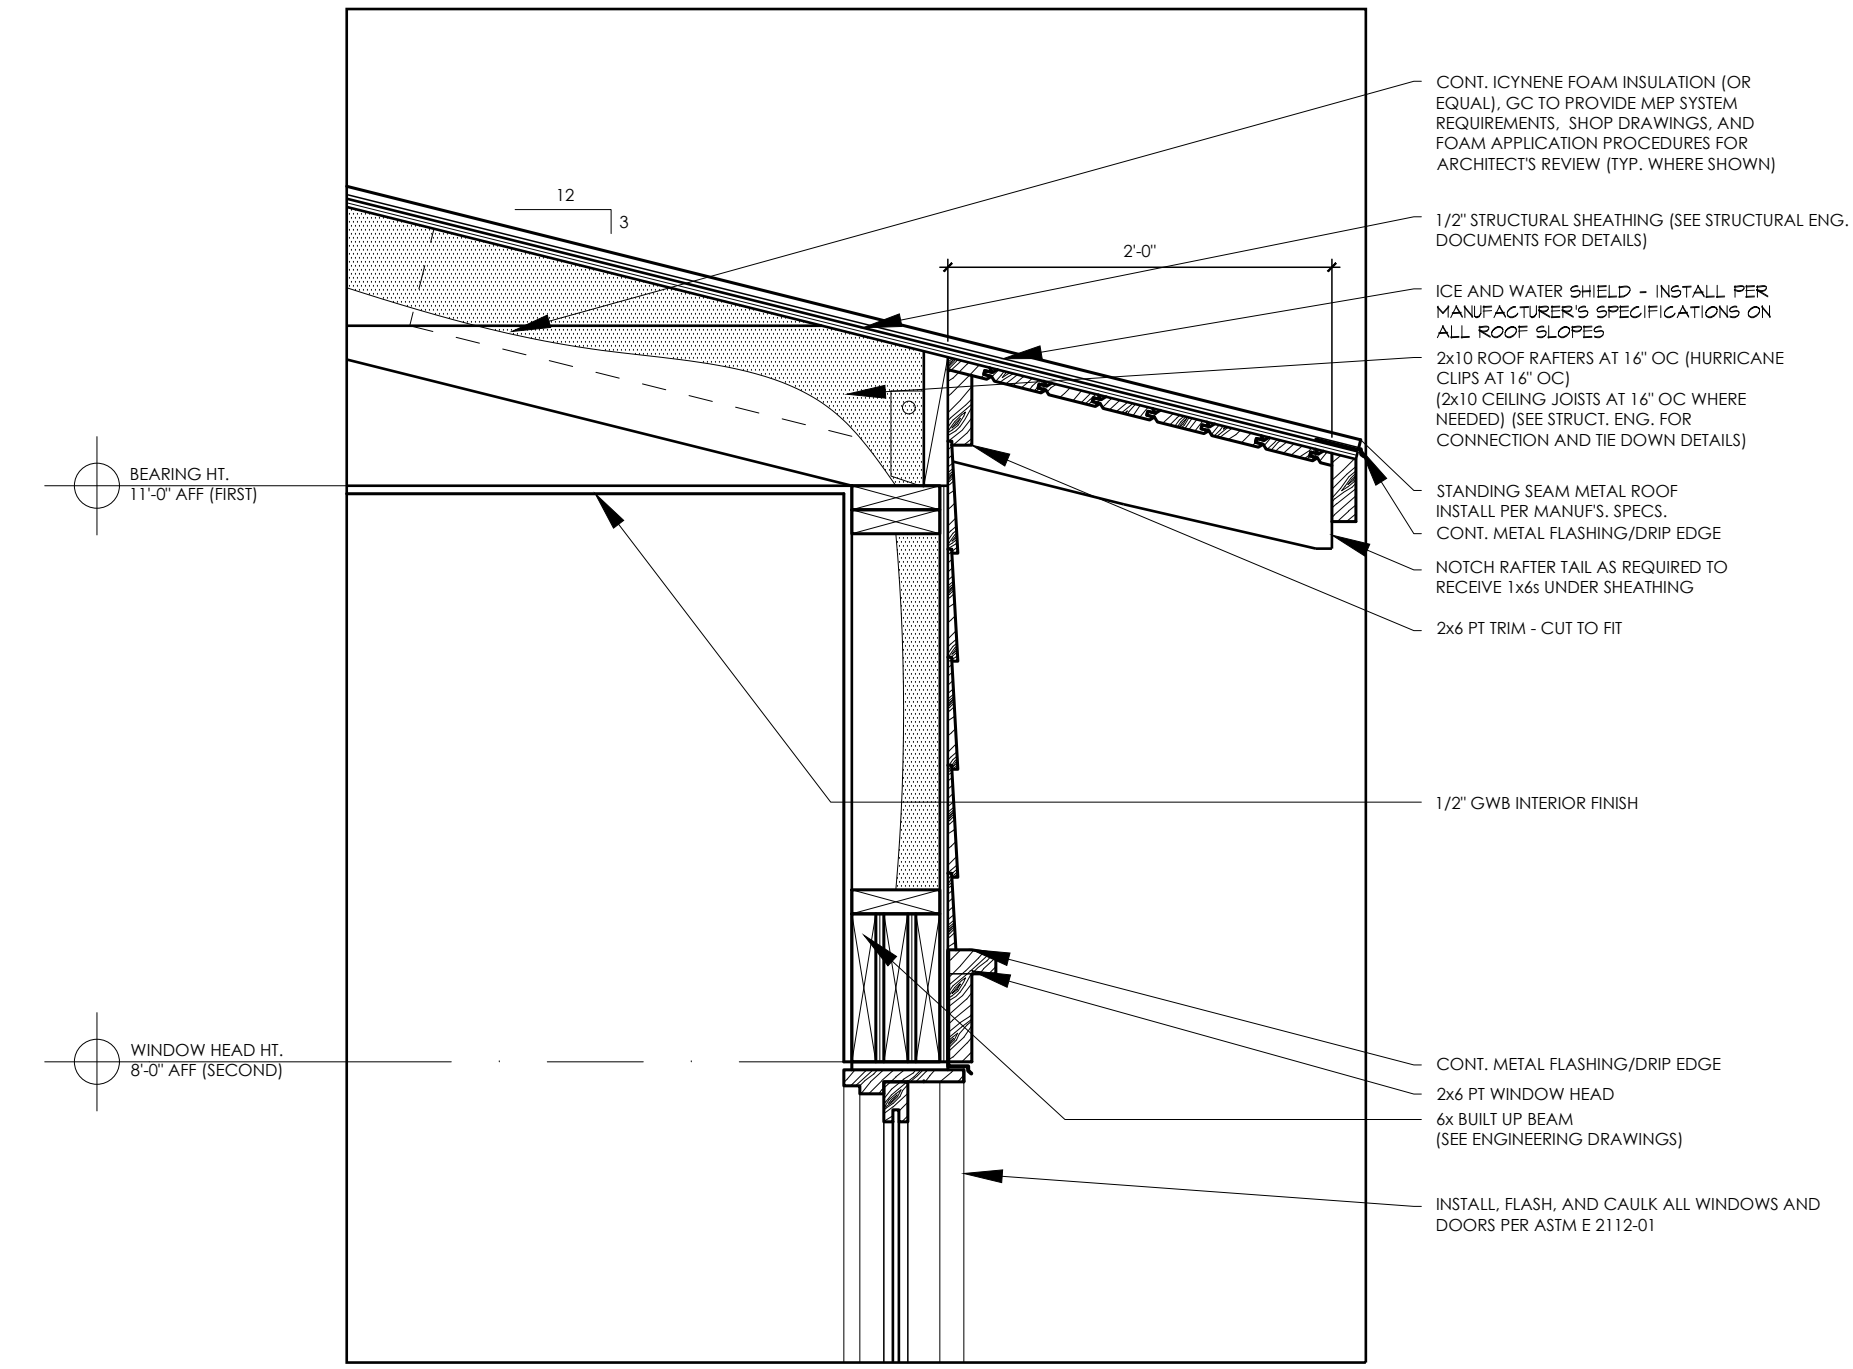 CONT. ICYNENE FOAM INSULATION (OR
EQUAL), GC TO PROVIDE MEP SYSTEM
REQUIREMENTS, SHOP DRAWINGS, AND
FOAM APPLICATION PROCEDURES FOR
ARCHITECT'S REVIEW (TYP. WHERE SHOWN)
12
3
1/2" STRUCTURAL SHEATHING (SEE STRUCTURAL ENG.
DOCUMENTS FOR DETAILS)
2'-0"
ICE AND WATER SHIELD - INSTALL PER
MANUFACTURER'S SPECIFICATIONS ON
ALL ROOF SLOPES
2x10 ROOF RAFTERS AT 16" OC (HURRICANE
CLIPS AT 16" OC)
(2x10 CEILING JOISTS AT 16" OC WHERE
NEEDED) (SEE STRUCT. ENG. FOR
CONNECTION AND TIE DOWN DETAILS)
BEARING HT.
11'-0" AFF (FIRST)
STANDING SEAM METAL ROOF
INSTALL PER MANUF'S. SPECS.
CONT. METAL FLASHING/DRIP EDGE
NOTCH RAFTER TAIL AS REQUIRED TO
RECEIVE 1x6s UNDER SHEATHING
2x6 PT TRIM - CUT TO FIT
1/2" GWB INTERIOR FINISH
WINDOW HEAD HT.
8'-0" AFF (SECOND)
CONT. METAL FLASHING/DRIP EDGE
2x6 PT WINDOW HEAD
6x BUILT UP BEAM
(SEE ENGINEERING DRAWINGS)
INSTALL, FLASH, AND CAULK ALL WINDOWS AND
DOORS PER ASTM E 2112-01